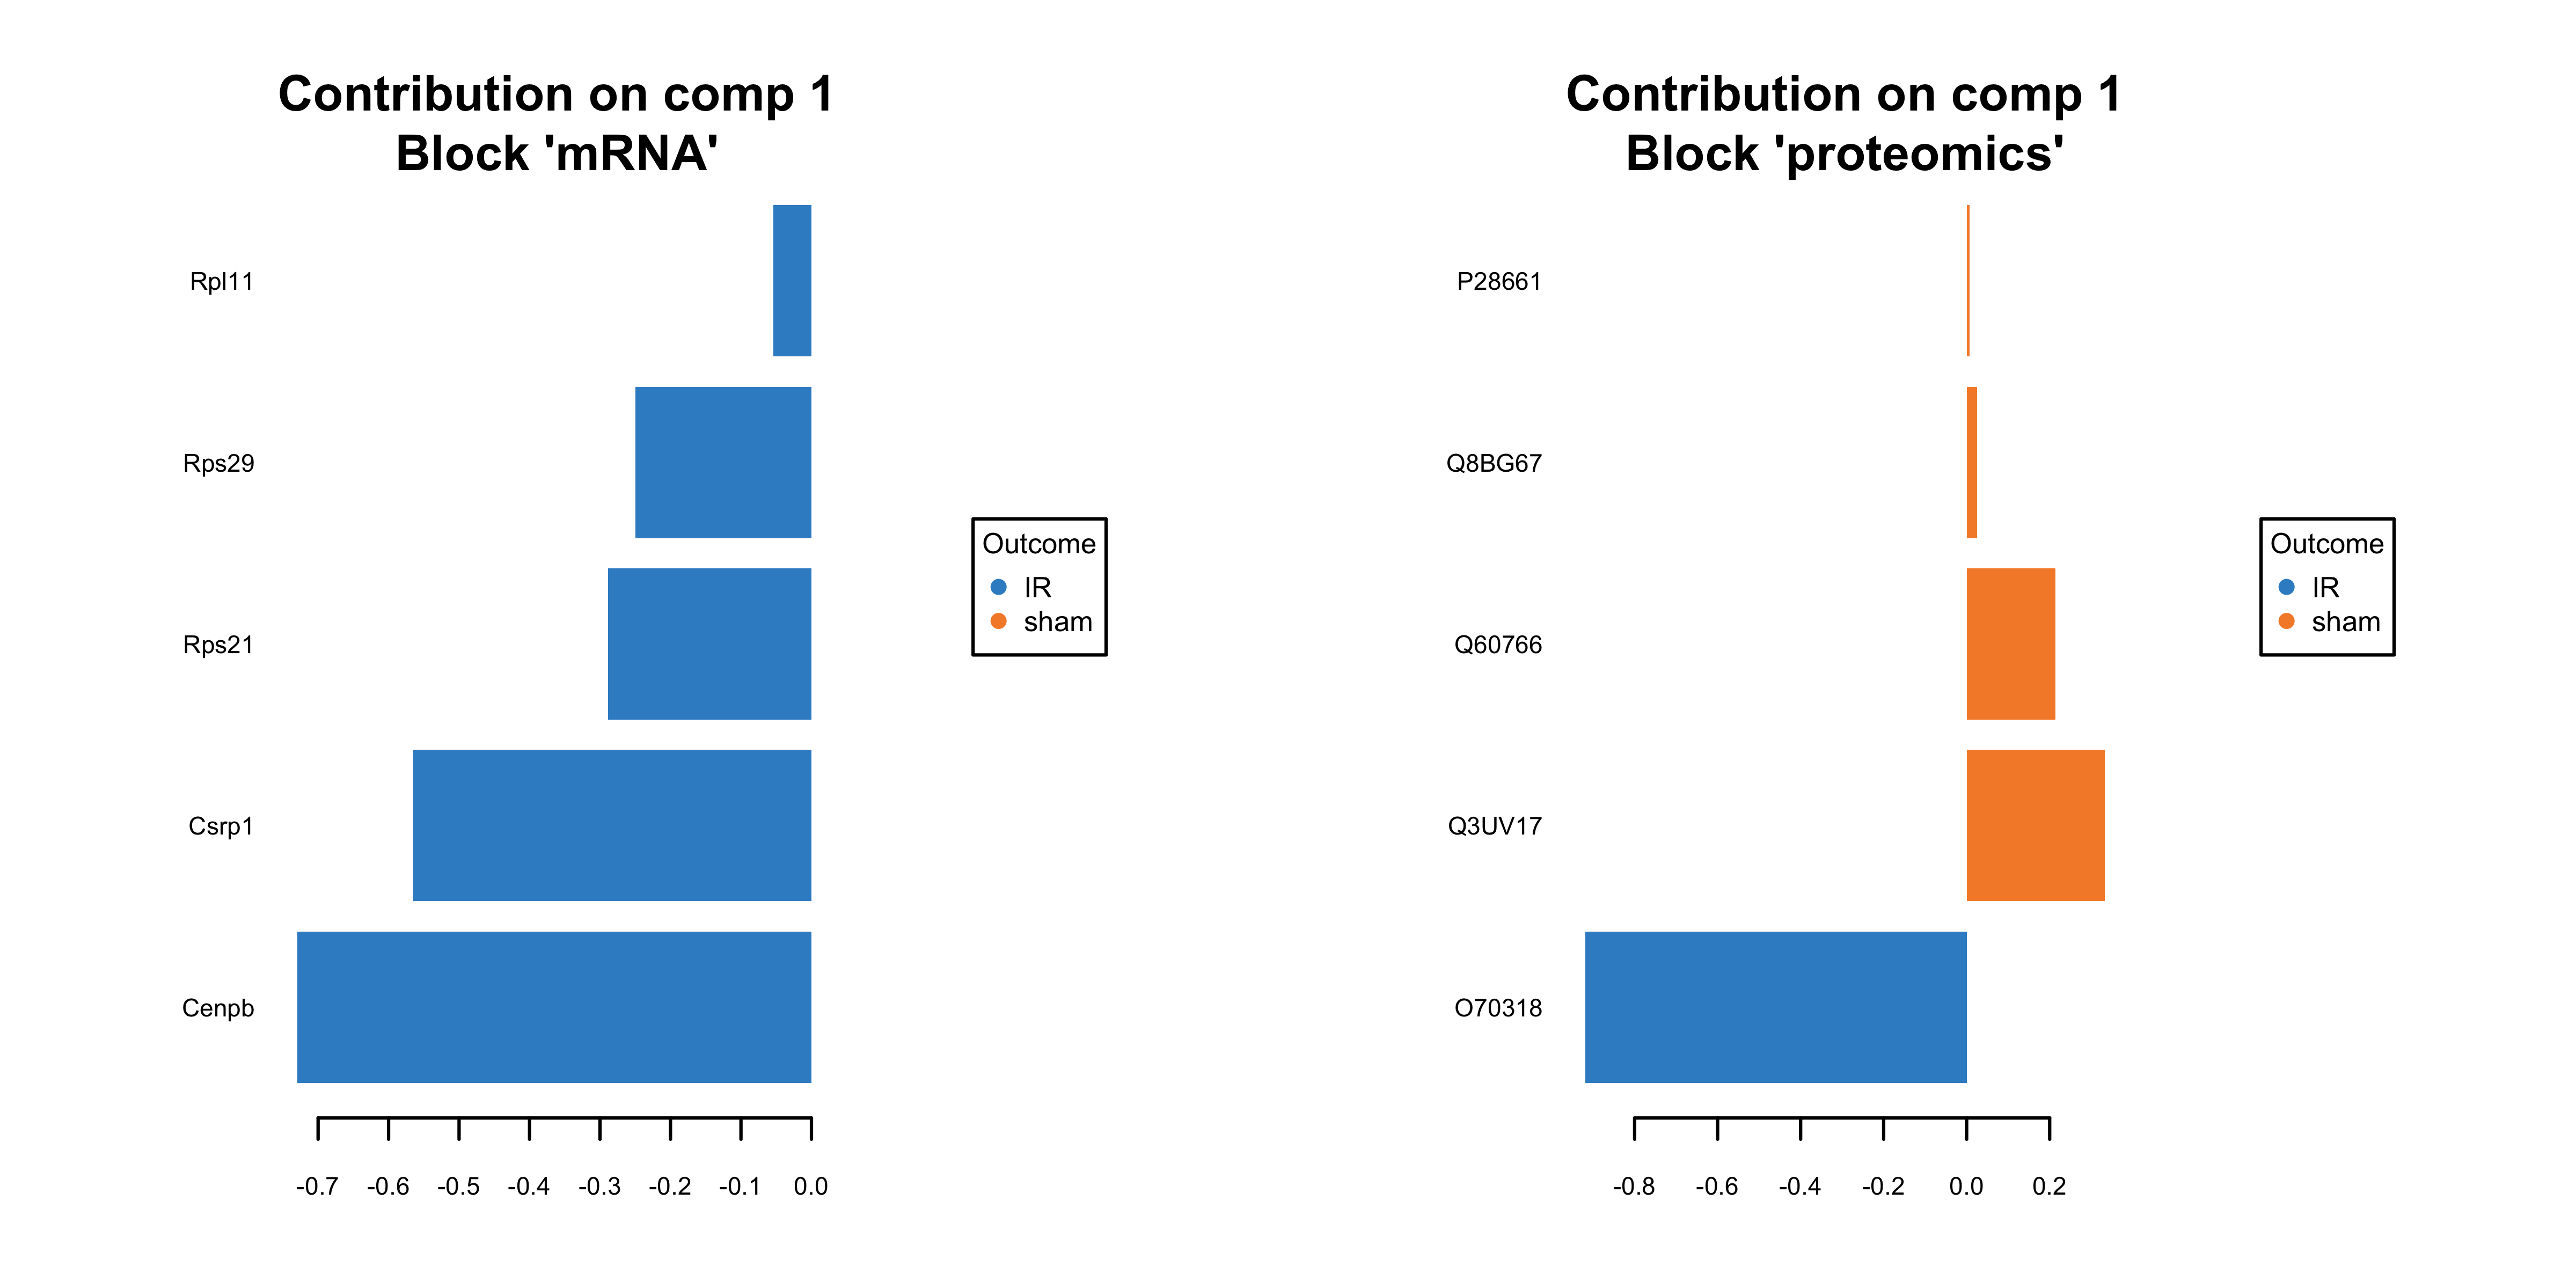 Contribution on comp 1
Block 'mRNA'
Rpl11
Rps29
Rps21
Csrp1
Cenpb
-0.7 -0.6 -0.5 -0.4 -0.3 -0.2 -0.1 0.0
Outcome
IR
sham
Contribution on comp 1
Block 'proteomics'
P28661
Q8BG67
Q60766
Q3UV17
O70318
-0.8 -0.6 -0.4 -0.2 0.0 0.2
Outcome
IR
sham